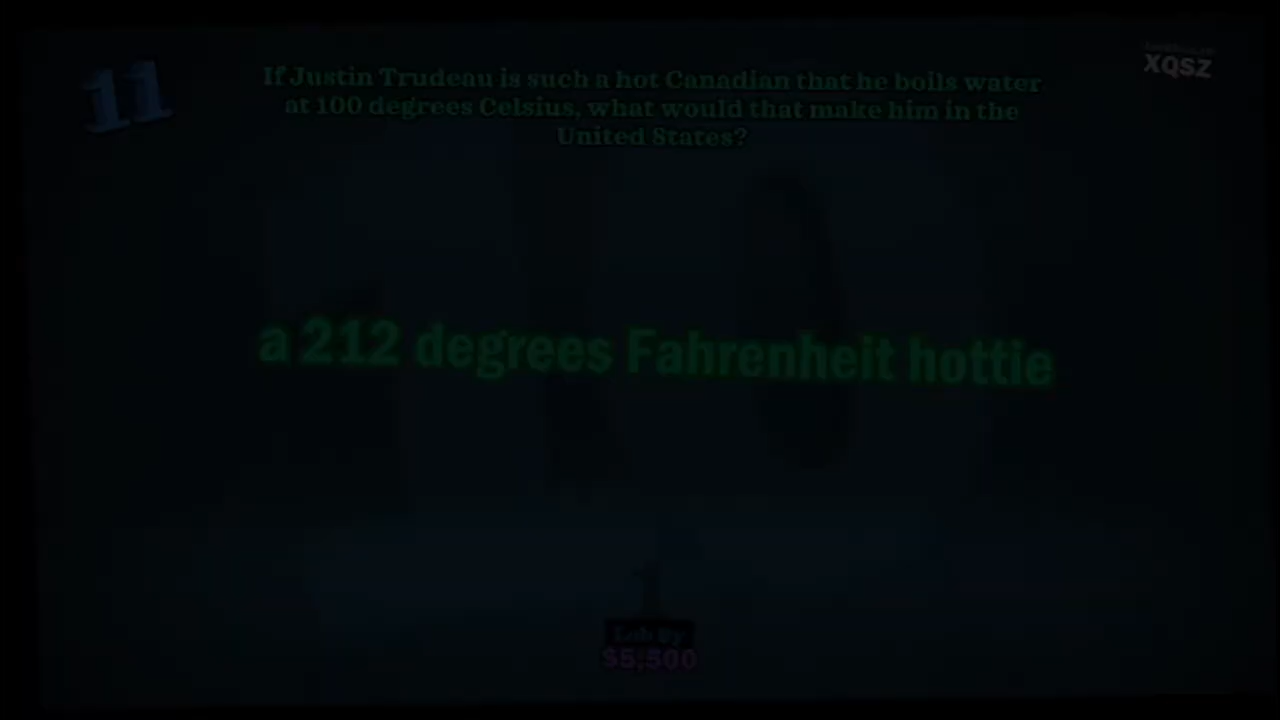 11
If Justin Trudeau is such a hot Canadian that he boils water
at 100 degrees Celsius, what would that make him in the
United States?
XQSZ
a 212 degrees Fahrenheit hottie
$5,500